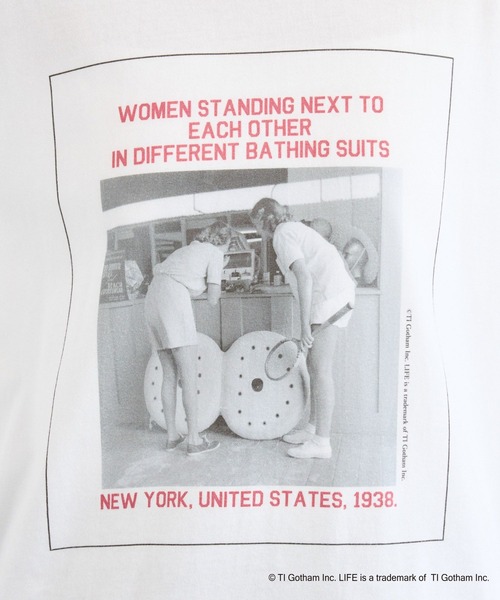 WOMEN STANDING NEXT TO
EACH OTHER
IN DIFFERENT BATHING SUITS
©TI Gotham Inc. LIFE is a trademark of TI Gotham Inc.
NEW YORK, UNITED STATES, 1938.
© TI Gotham Inc. LIFE is a trademark of TI Gotham Inc.